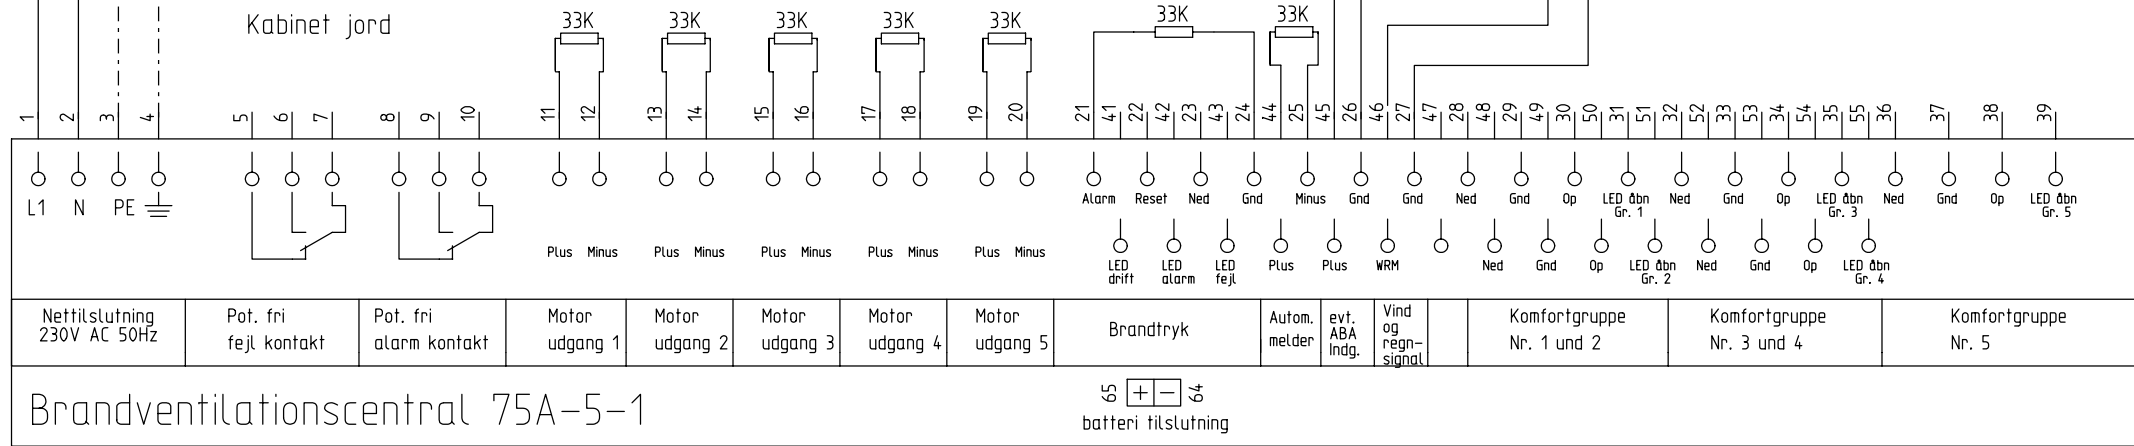 Kabinet jord
33K 33K 33K 33K 33K 33K 33K
1 2 3 4 5 6 7 8 9 10 11 12 13 14 15 16 17 18 19 20 21 41 22 42 23 43 24 44 25 45 26 46 27 47 28 48 29 49 30 50 31 51 32 52 33 53 34 54 35 55 36 37 38 39
L1 N PE
Alarm Reset Ned Gnd Minus Gnd Gnd Ned Gnd Op LED åbn Ned Gnd Op LED åbn Ned Gnd Op LED åbn
Gr. 1 Gr. 3 Gr. 5
Plus Minus Plus Minus Plus Minus Plus Minus Plus Minus
LED LED LED Plus Plus WRM Ned Gnd Op LED åbn Ned Gnd Op LED åbn
drift alarm fejl Gr. 2 Gr. 4
Nettilslutning
230V AC 50Hz
Pot. fri
fejl kontakt
Pot. fri
alarm kontakt
Motor
udgang 1
Motor
udgang 2
Motor
udgang 3
Motor
udgang 4
Motor
udgang 5
Brandtryk
Autom.
melder
evt.
ABA
Indg.
Vind
og
regn-
signal
Komfortgruppe
Nr. 1 und 2
Komfortgruppe
Nr. 3 und 4
Komfortgruppe
Nr. 5
Brandventilationscentral 75A-5-1
65 + - 64
batteri tilslutning